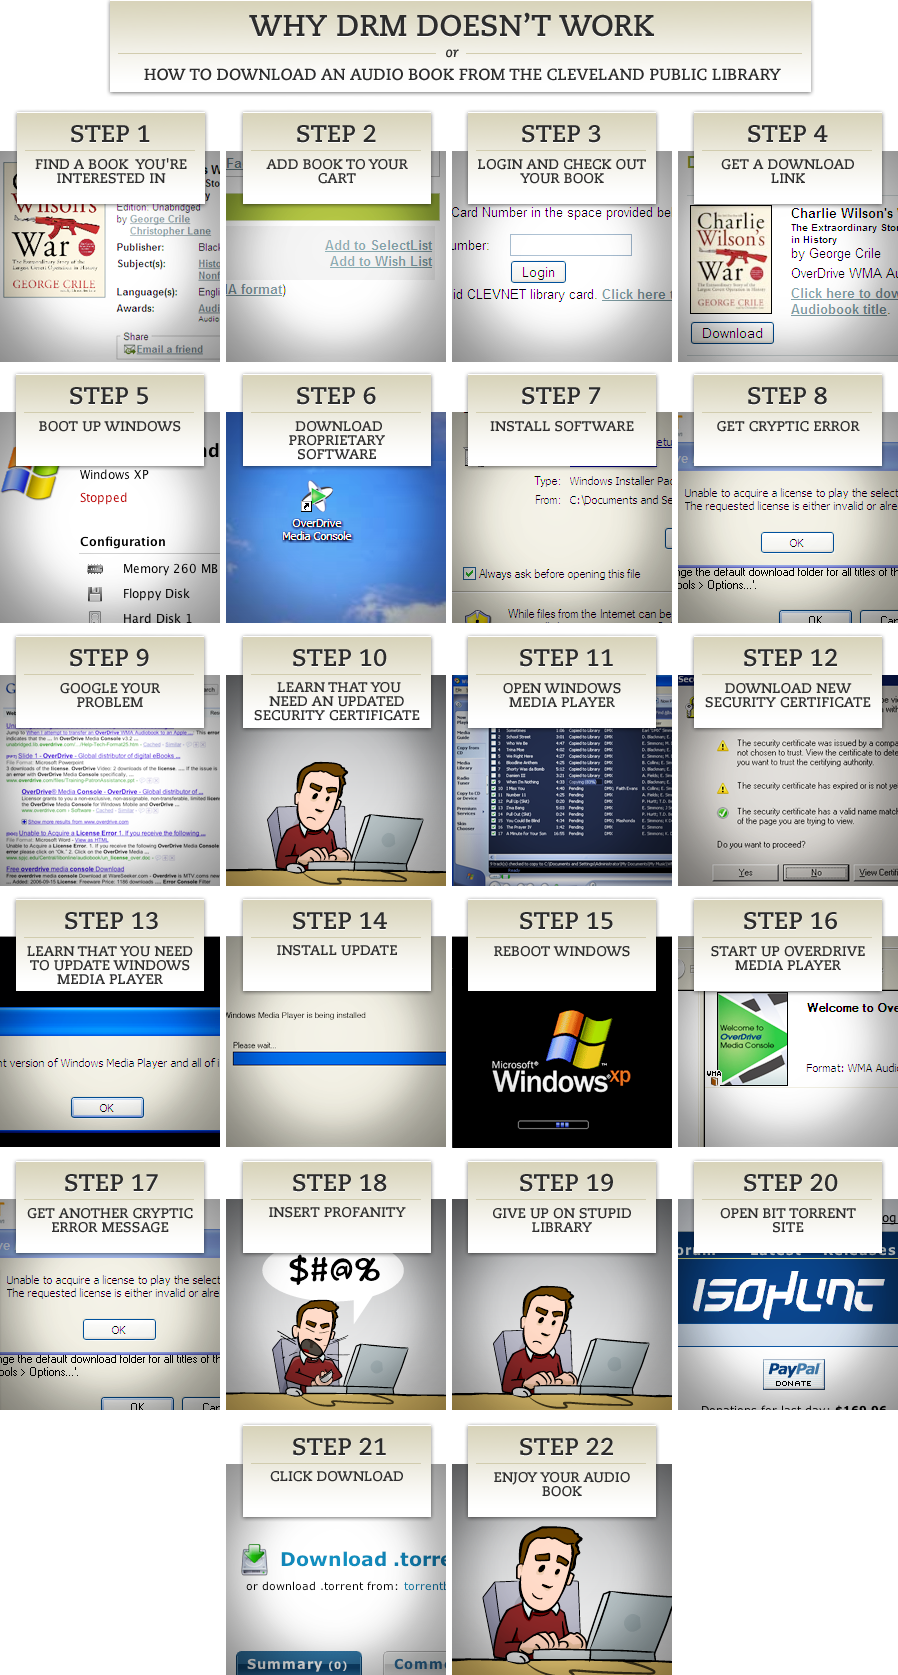 WHY DRM DOESN'T WORK
or
HOW TO DOWNLOAD AN AUDIO BOOK FROM THE CLEVELAND PUBLIC LIBRARY
STEP 1
FIND A BOOK YOU'RE
INTERESTED IN
Wilson's
War
GEORGE CRILE
Edition: Unabridged
by George Crile
Christopher Lane
Publisher: Black
Subject(s): Histo
Nonf
Language(s): Engli
Awards: Audi
Audio
Share
Email a friend
STEP 2
ADD BOOK TO YOUR
CART
Add to SelectList
Add to Wish List
MA format)
STEP 3
LOGIN AND CHECK OUT
YOUR BOOK
Card Number in the space provided be
umber:
Login
id CLEVNET library card. Click here t
STEP 4
GET A DOWNLOAD
LINK
Charlie
Wilson's
War
GEORGE CRILE
Charlie Wilson's
The Extraordinary Stor
in History
by George Crile
OverDrive WMA Au
Click here to dow
Audiobook title.
Download
STEP 5
BOOT UP WINDOWS
Windows XP
Stopped
Configuration
Memory 260 MB
Floppy Disk
Hard Disk 1
STEP 6
DOWNLOAD
PROPRIETARY
SOFTWARE
OverDrive
Media Console
STEP 7
INSTALL SOFTWARE
Type: Windows Installer Pac
From: C:\Documents and Se
Always ask before opening this file
While files from the Internet can be
STEP 8
GET CRYPTIC ERROR
Unable to acquire a license to play the select
The requested license is either invalid or alre
OK
nge the default download folder for all titles of th
ools > Options...'.
OK
Can
STEP 9
GOOGLE YOUR
PROBLEM
STEP 10
LEARN THAT YOU
NEED AN UPDATED
SECURITY CERTIFICATE
STEP 11
OPEN WINDOWS
MEDIA PLAYER
STEP 12
DOWNLOAD NEW
SECURITY CERTIFICATE
The security certificate was issued by a compa
not chosen to trust. View the certificate to dete
you want to trust the certifying authority.
The security certificate has expired or is not ye
The security certificate has a valid name match
of the page you are trying to view.
Do you want to proceed?
Yes
No
View Certifi
STEP 13
LEARN THAT YOU NEED
TO UPDATE WINDOWS
MEDIA PLAYER
nt version of Windows Media Player and all of i
OK
STEP 14
INSTALL UPDATE
Windows Media Player is being installed
Please wait...
STEP 15
REBOOT WINDOWS
Microsoft®
Windows xp
STEP 16
START UP OVERDRIVE
MEDIA PLAYER
Welcome to
OverDrive
Media Console
WMA
Welcome to Ove
Format: WMA Audio
STEP 17
GET ANOTHER CRYPTIC
ERROR MESSAGE
Unable to acquire a license to play the select
The requested license is either invalid or alre
OK
nge the default download folder for all titles of th
ools > Options...'.
OK
Can
STEP 18
INSERT PROFANITY
$#@%
STEP 19
GIVE UP ON STUPID
LIBRARY
STEP 20
OPEN BIT TORRENT
SITE
orum Latest Releases
ISOHUNT
PayPal
DONATE
Donations for last day: $169.96
STEP 21
CLICK DOWNLOAD
Download .torre
or download .torrent from: torrentb
Summary (0)
Comme
STEP 22
ENJOY YOUR AUDIO
BOOK